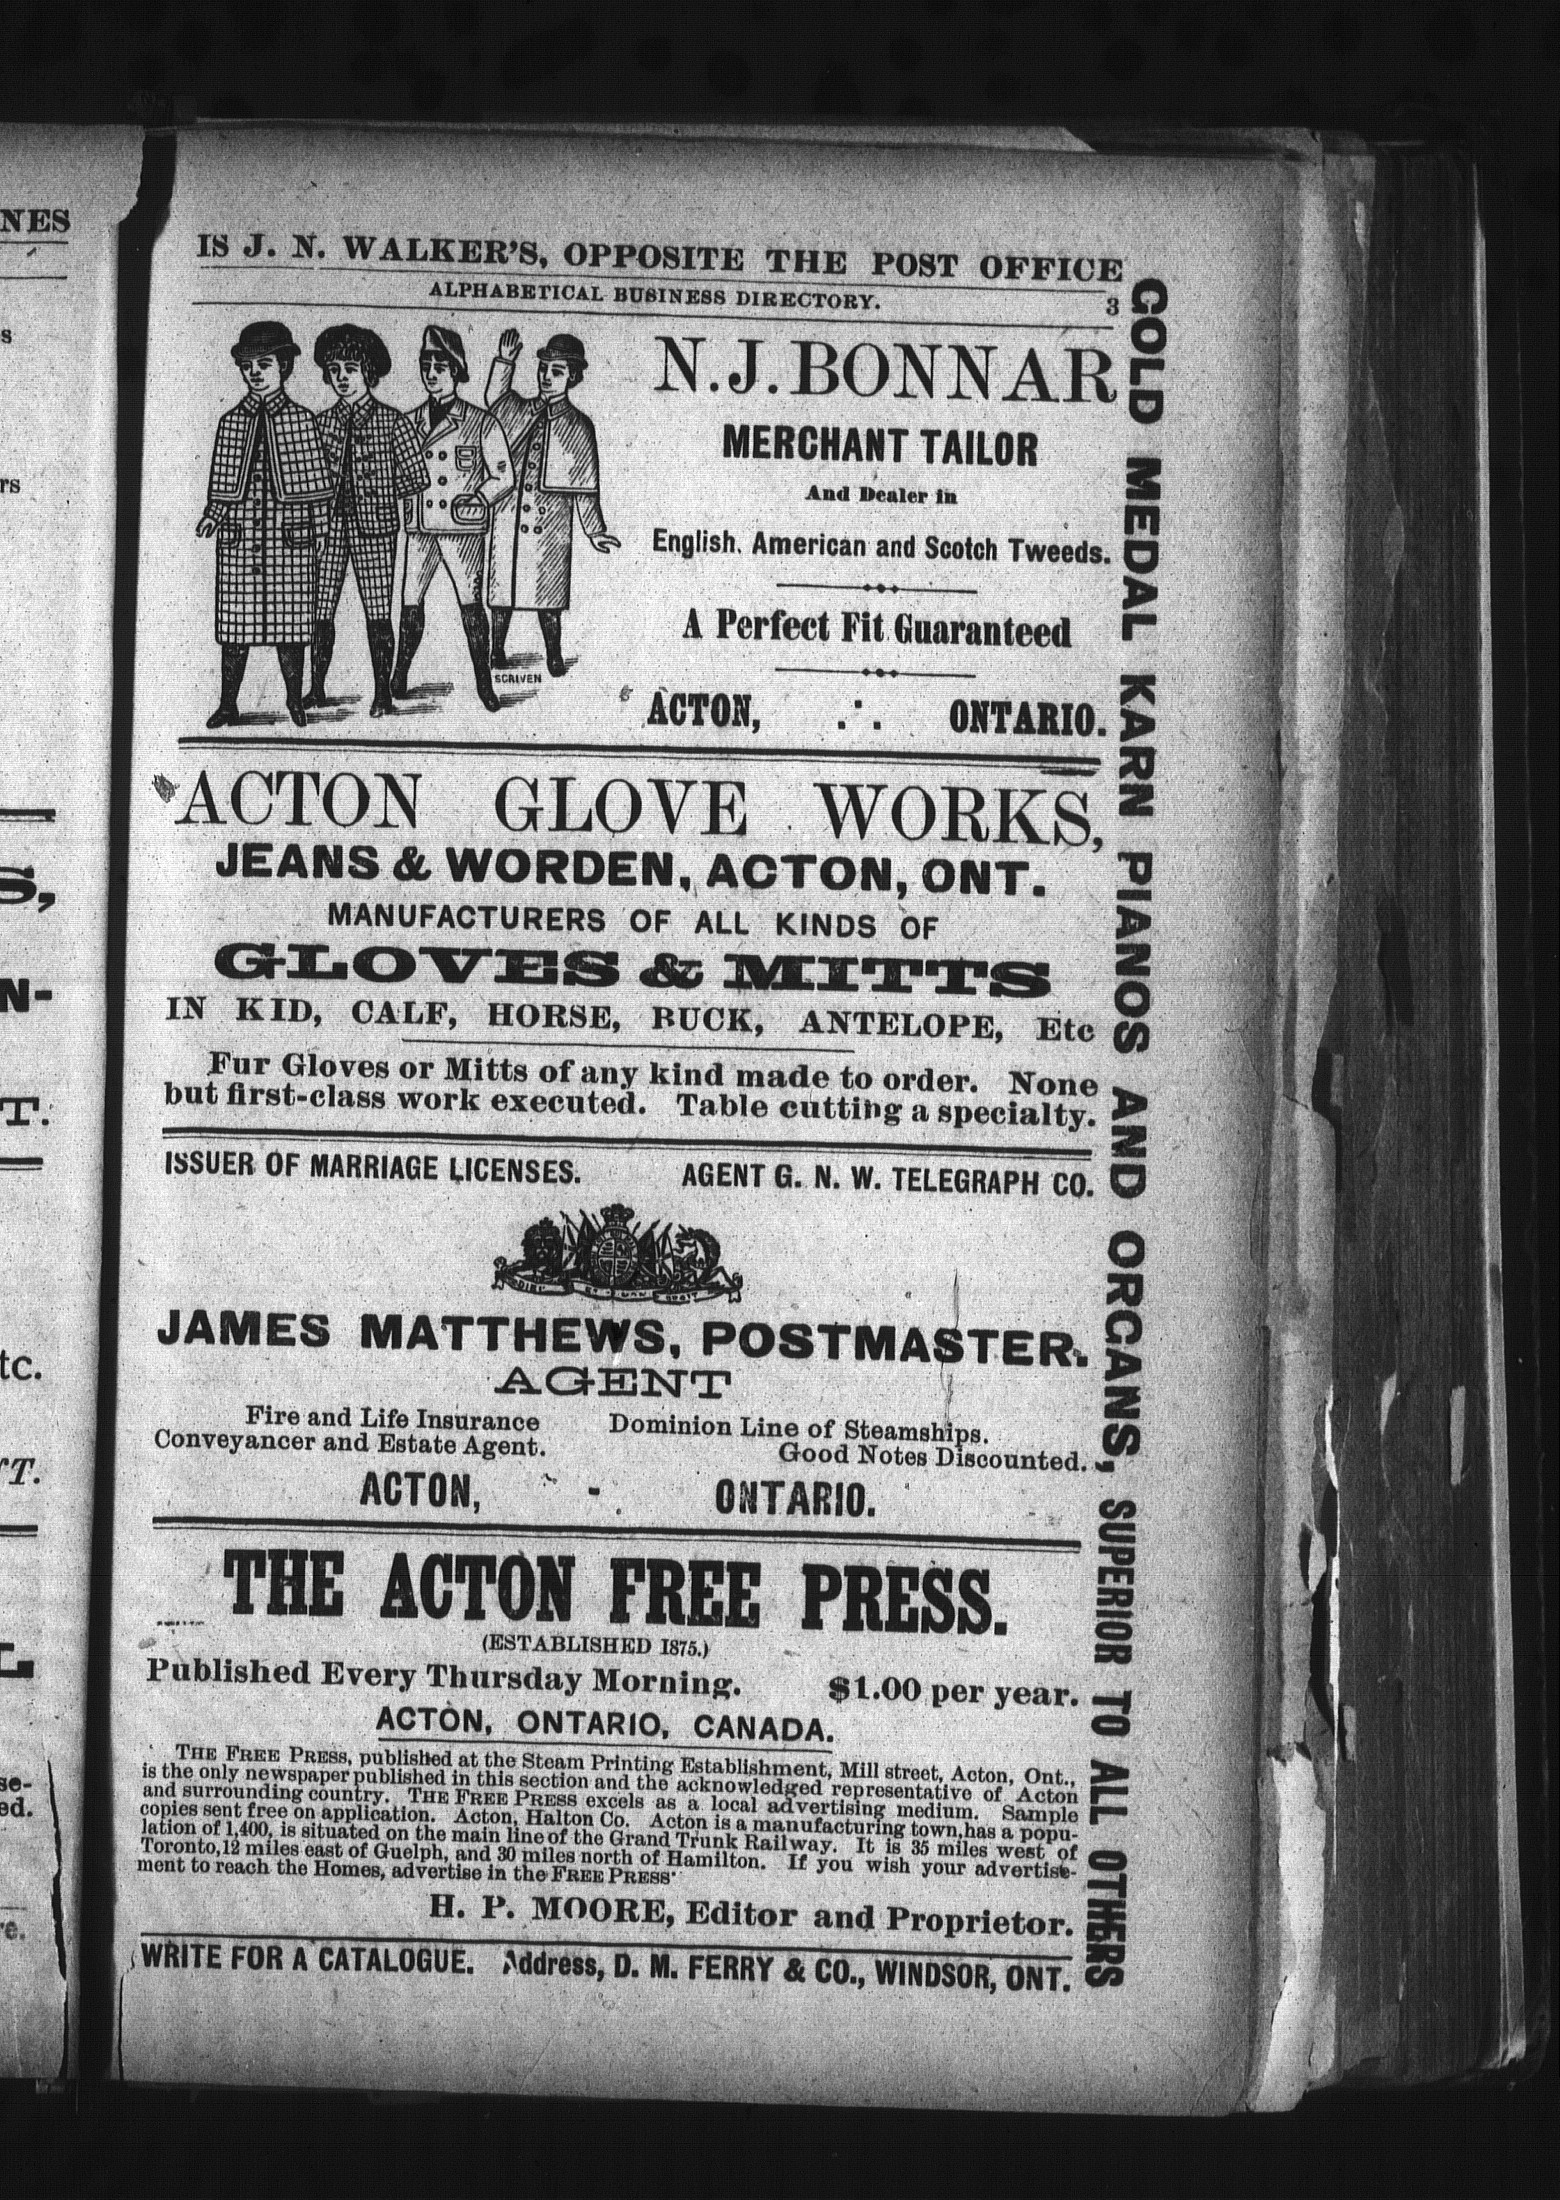 NES
s
rs
S,
N-
T.
tc.
T.
L
se-
ed.
re.
IS J. N. WALKER'S, OPPOSITE THE POST OFFICE
ALPHABETICAL BUSINESS DIRECTORY. 3
N. J. BONNAR
MERCHANT TAILOR
And Dealer in
English, American and Scotch Tweeds.
A Perfect Fit Guaranteed
SCRIVEN
ACTON, ∴ ONTARIO.
ACTON GLOVE WORKS,
JEANS & WORDEN, ACTON, ONT.
MANUFACTURERS OF ALL KINDS OF
GLOVES & MITTS
IN KID, CALF, HORSE, BUCK, ANTELOPE, Etc
Fur Gloves or Mitts of any kind made to order. None
but first-class work executed. Table cutting a specialty.
ISSUER OF MARRIAGE LICENSES. AGENT G. N. W. TELEGRAPH CO.
JAMES MATTHEWS, POSTMASTER.
AGENT
Fire and Life Insurance Dominion Line of Steamships.
Conveyancer and Estate Agent. Good Notes Discounted.
ACTON, - ONTARIO.
THE ACTON FREE PRESS.
(ESTABLISHED 1875.)
Published Every Thursday Morning. $1.00 per year.
ACTON, ONTARIO, CANADA.
THE FREE PRESS, published at the Steam Printing Establishment, Mill street, Acton, Ont.,
is the only newspaper published in this section and the acknowledged representative of Acton
and surrounding country. THE FREE PRESS excels as a local advertising medium. Sample
copies sent free on application. Acton, Halton Co. Acton is a manufacturing town, has a popu-
lation of 1,400, is situated on the main line of the Grand Trunk Railway. It is 35 miles west of
Toronto, 12 miles east of Guelph, and 30 miles north of Hamilton. If you wish your advertise-
ment to reach the Homes, advertise in the FREE PRESS.
H. P. MOORE, Editor and Proprietor.
WRITE FOR A CATALOGUE. Address, D. M. FERRY & CO., WINDSOR, ONT.
GOLD MEDAL KARN PIANOS AND ORGANS, SUPERIOR TO ALL OTHERS